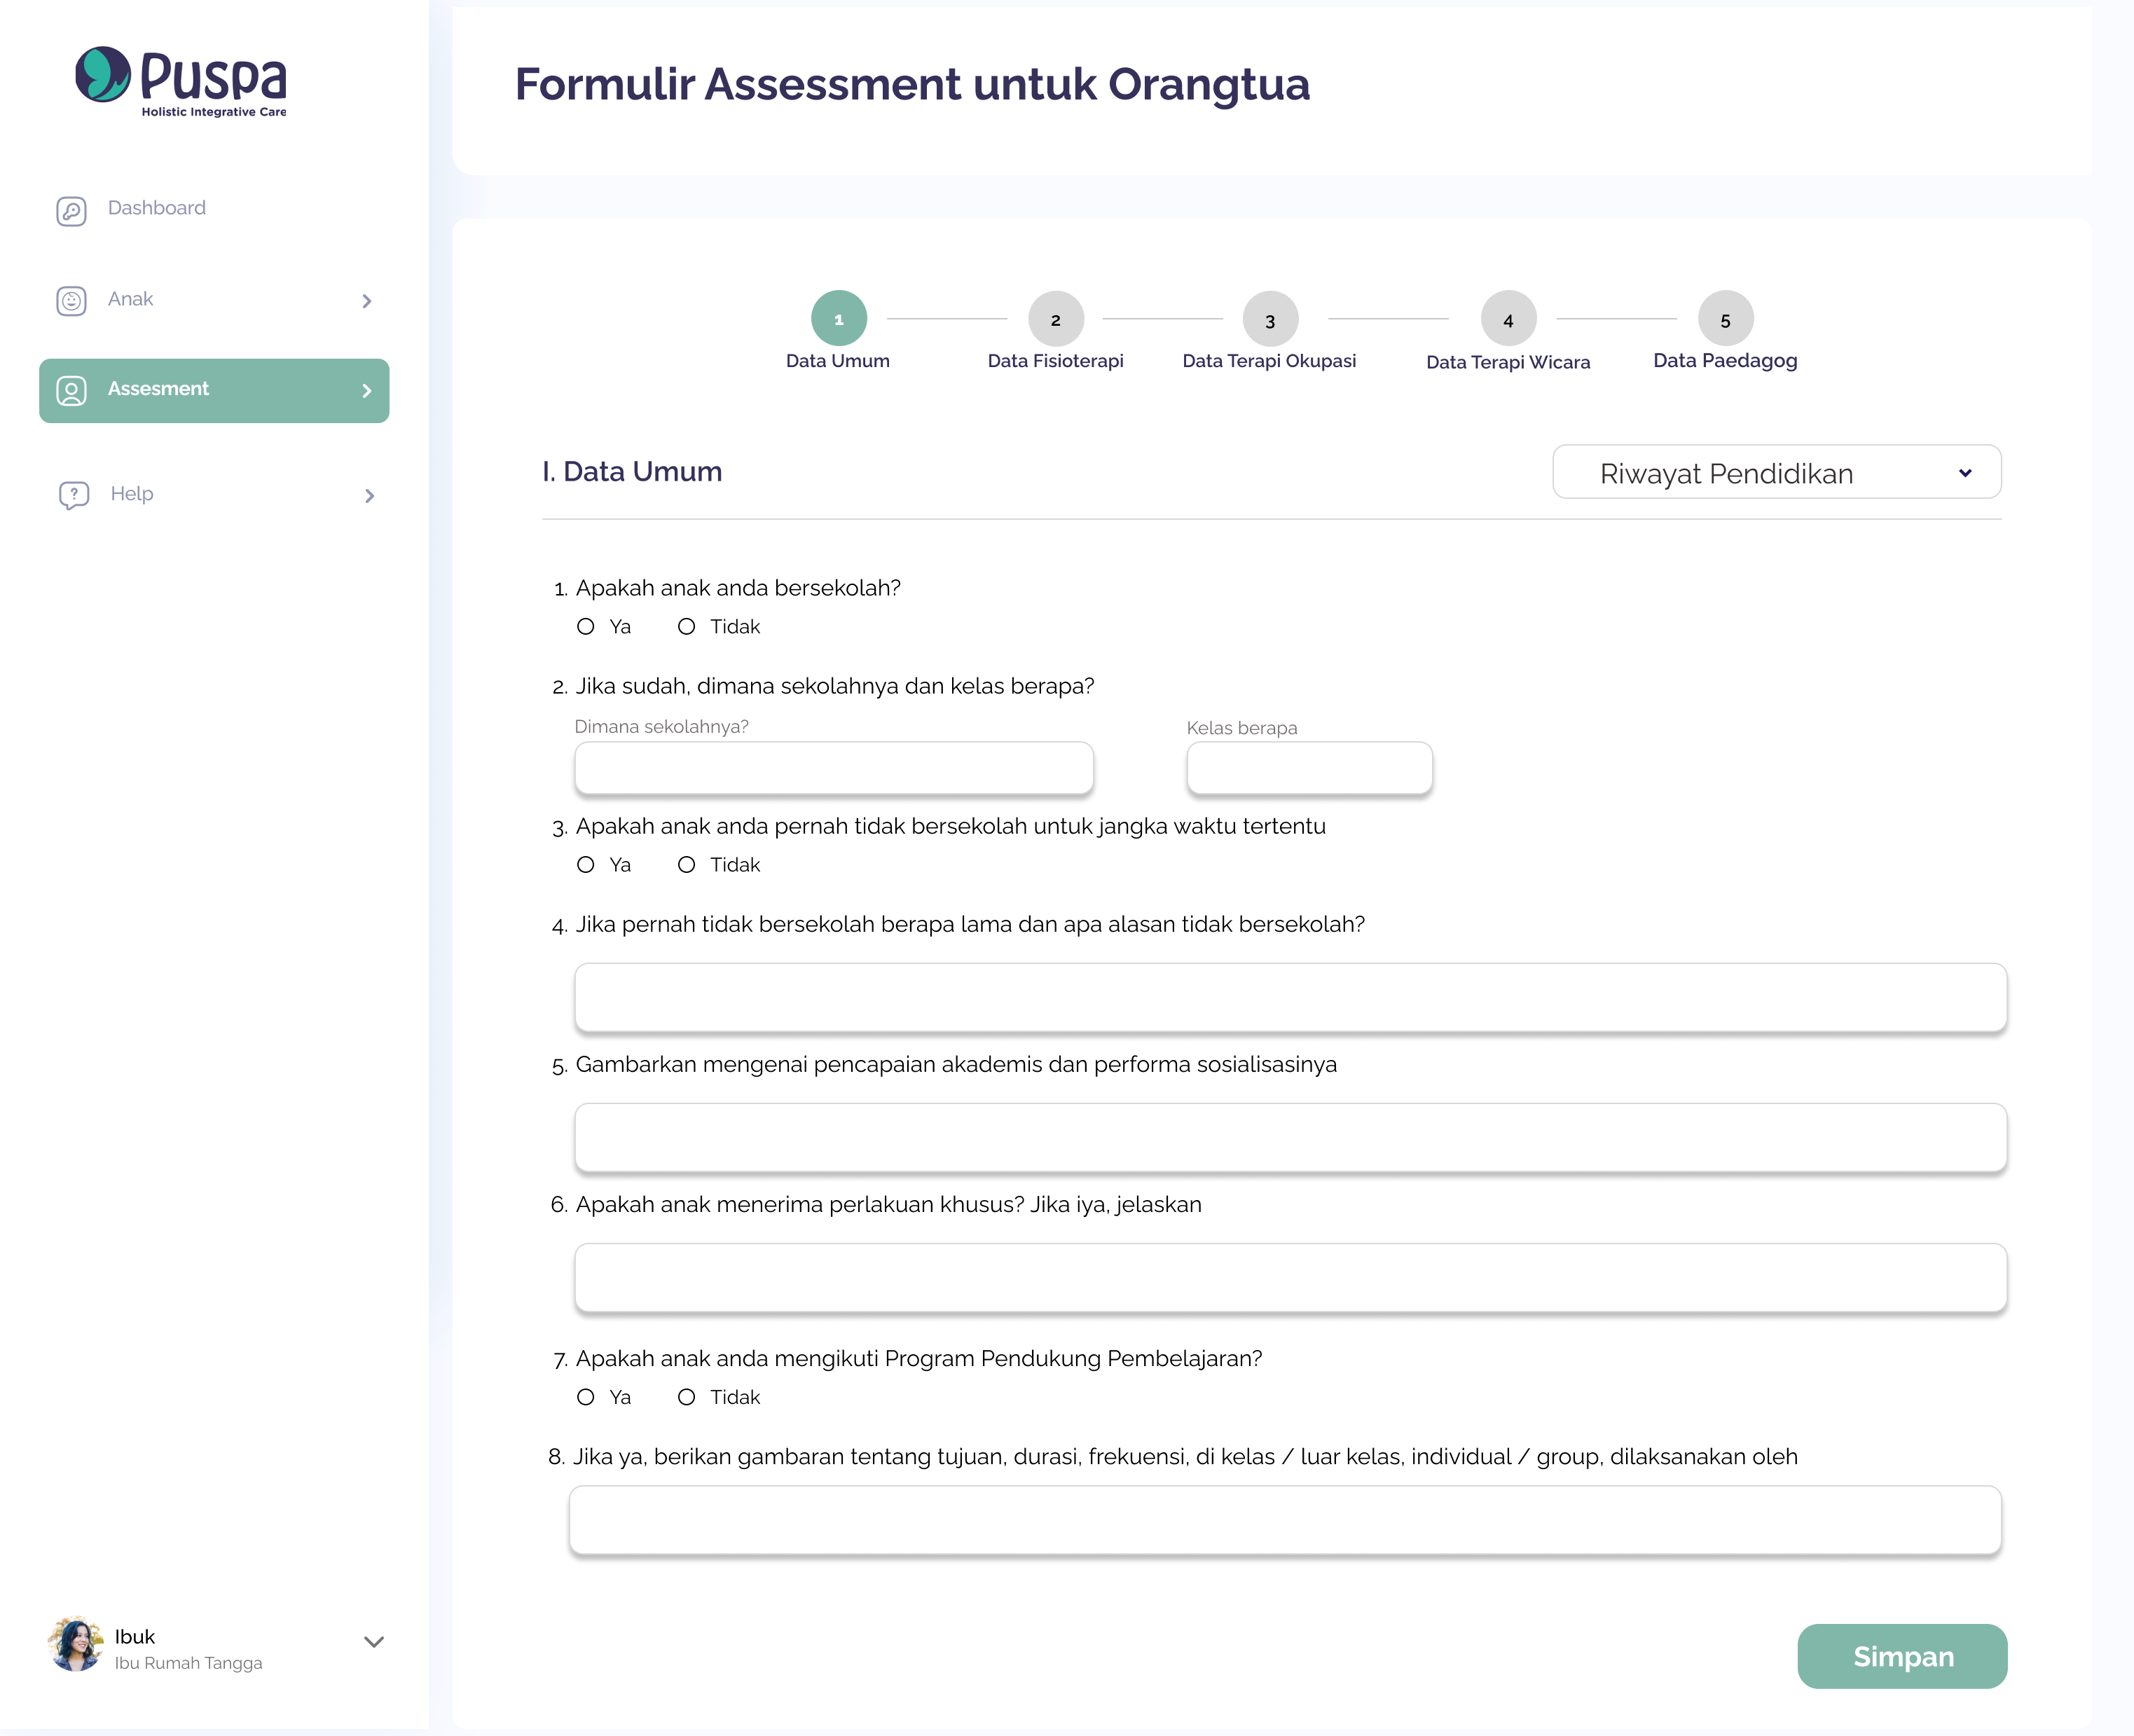 Puspa
Holistic Integrative Care
Dashboard
Anak
Assesment
Help
Ibuk
Ibu Rumah Tangga
Formulir Assessment untuk Orangtua
1
2
3
4
5
Data Umum
Data Fisioterapi
Data Terapi Okupasi
Data Terapi Wicara
Data Paedagog
I. Data Umum
Riwayat Pendidikan
1. Apakah anak anda bersekolah?
Ya
Tidak
2. Jika sudah, dimana sekolahnya dan kelas berapa?
Dimana sekolahnya?
Kelas berapa
3. Apakah anak anda pernah tidak bersekolah untuk jangka waktu tertentu
Ya
Tidak
4. Jika pernah tidak bersekolah berapa lama dan apa alasan tidak bersekolah?
5. Gambarkan mengenai pencapaian akademis dan performa sosialisasinya
6. Apakah anak menerima perlakuan khusus? Jika iya, jelaskan
7. Apakah anak anda mengikuti Program Pendukung Pembelajaran?
Ya
Tidak
8. Jika ya, berikan gambaran tentang tujuan, durasi, frekuensi, di kelas / luar kelas, individual / group, dilaksanakan oleh
Simpan